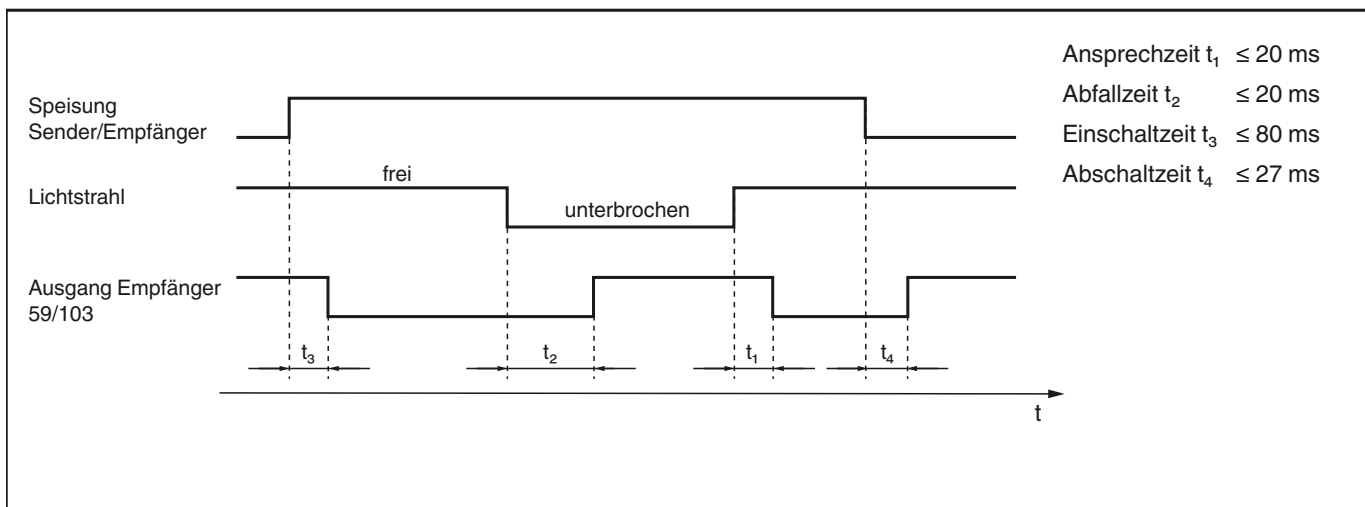 Ansprechzeit t₁ ≤ 20 ms
Abfallzeit t₂ ≤ 20 ms
Einschaltzeit t₃ ≤ 80 ms
Abschaltzeit t₄ ≤ 27 ms
Speisung
Sender/Empfänger
frei
Lichtstrahl
unterbrochen
Ausgang Empfänger
59/103
t₃ t₂ t₁ t₄
t